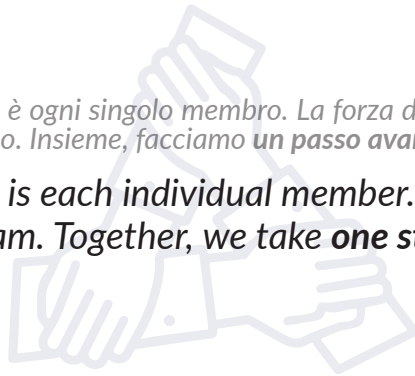 è ogni singolo membro. La forza d
o. Insieme, facciamo un passo avan
is each individual member.
am. Together, we take one st